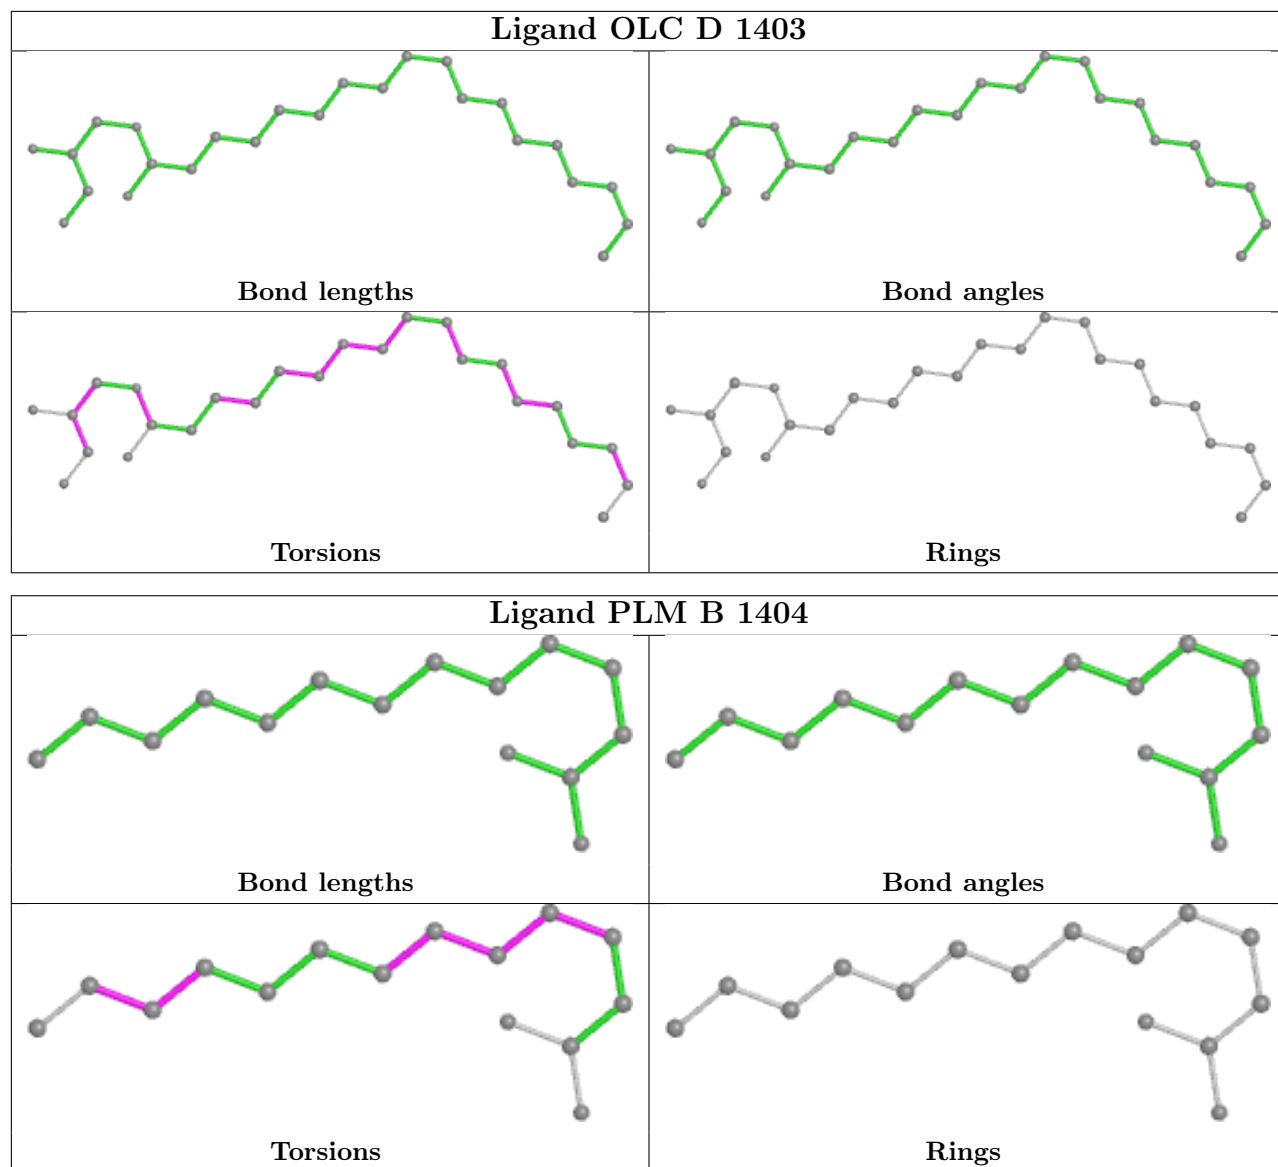 Ligand OLC D 1403
Bond lengths
Bond angles
Torsions
Rings
Ligand PLM B 1404
Bond lengths
Bond angles
Torsions
Rings